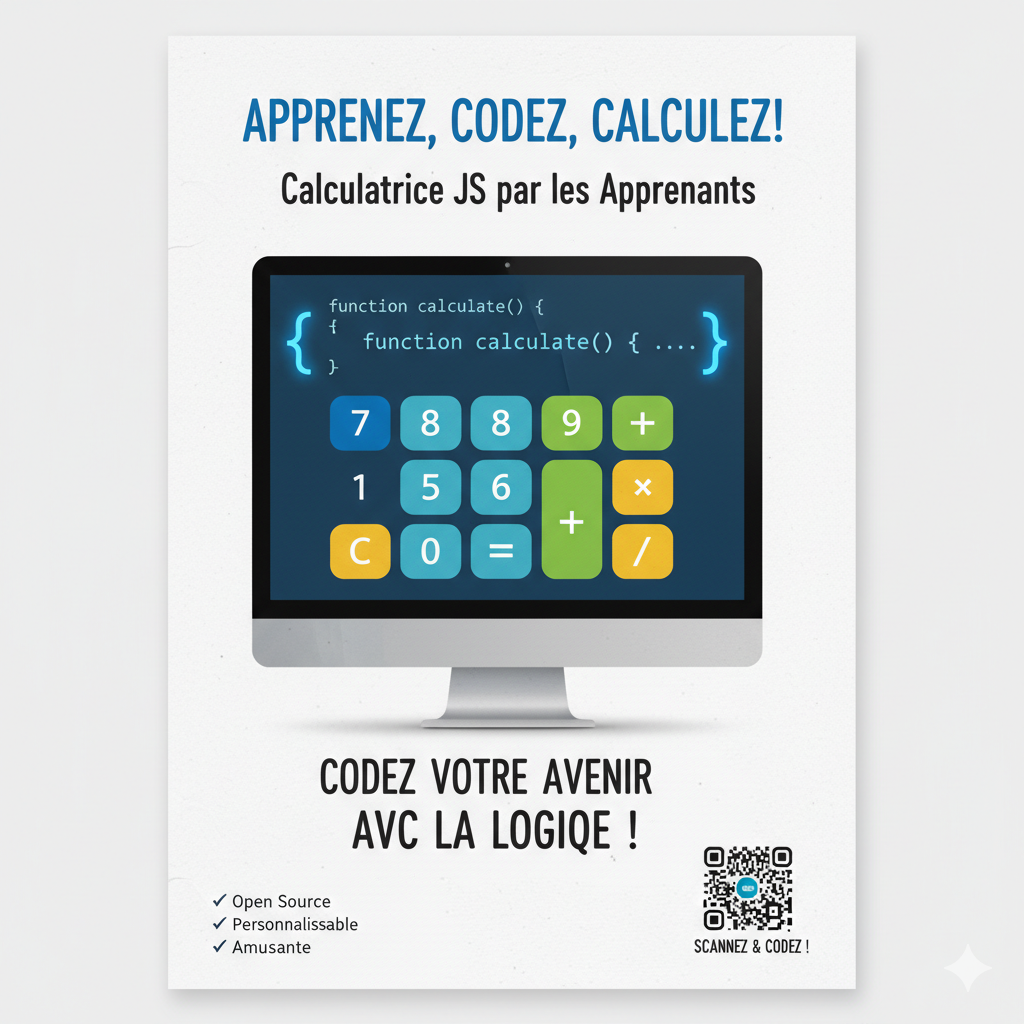 APPRENEZ, CODEZ, CALCULEZ!
Calculatrice JS par les Apprenants
function calculate() {
{
{ function calculate() { .... }
}
7 8 8 9 +
1 5 6 + ×
C 0 = /
CODEZ VOTRE AVENIR
AVC LA LOGIQE !
✓ Open Source
✓ Personnalissable
✓ Amusante
SCANNEZ & CODEZ !